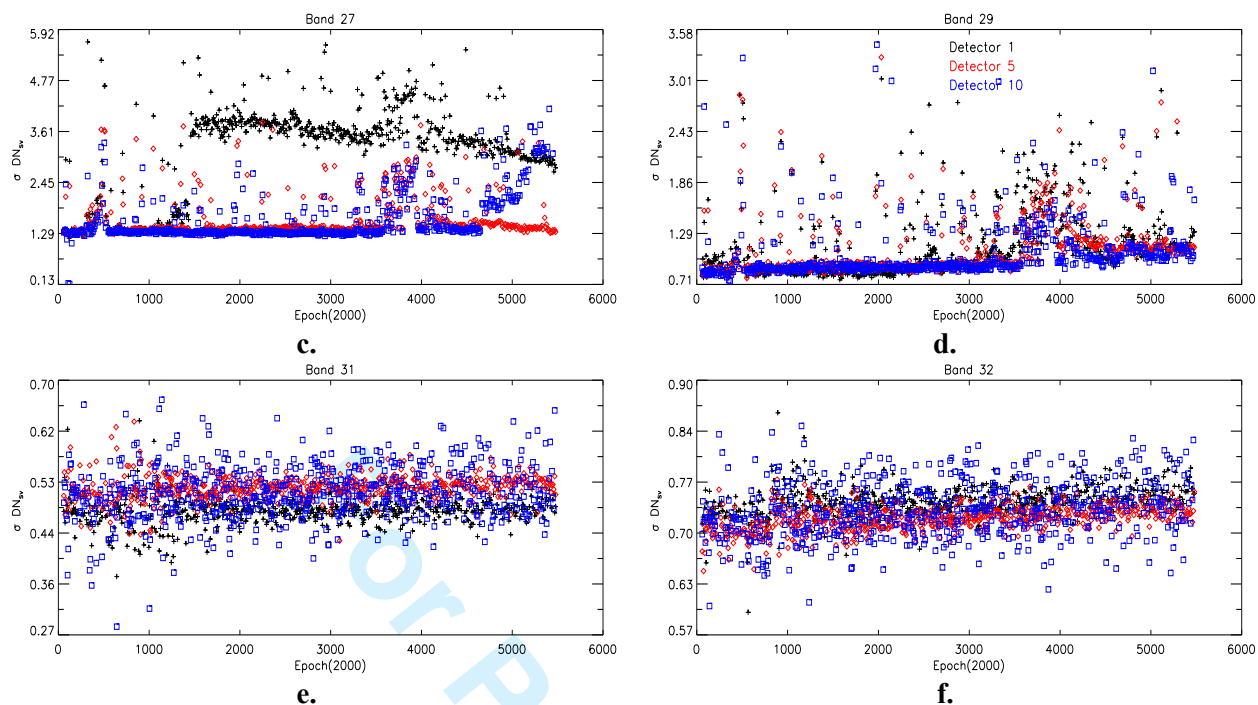 Band 27
5.92
4.77
3.61
2.45
1.29
0.13
σ DNsv
0 1000 2000 3000 4000 5000 6000
Epoch(2000)
c.
Band 29
Detector 1
Detector 5
Detector 10
3.58
3.01
2.43
1.86
1.29
0.71
σ DNsv
0 1000 2000 3000 4000 5000 6000
Epoch(2000)
d.
Band 31
0.70
0.62
0.53
0.44
0.36
0.27
σ DNsv
0 1000 2000 3000 4000 5000 6000
Epoch(2000)
e.
Band 32
0.90
0.84
0.77
0.70
0.63
0.57
σ DNsv
0 1000 2000 3000 4000 5000 6000
Epoch(2000)
f.
or P